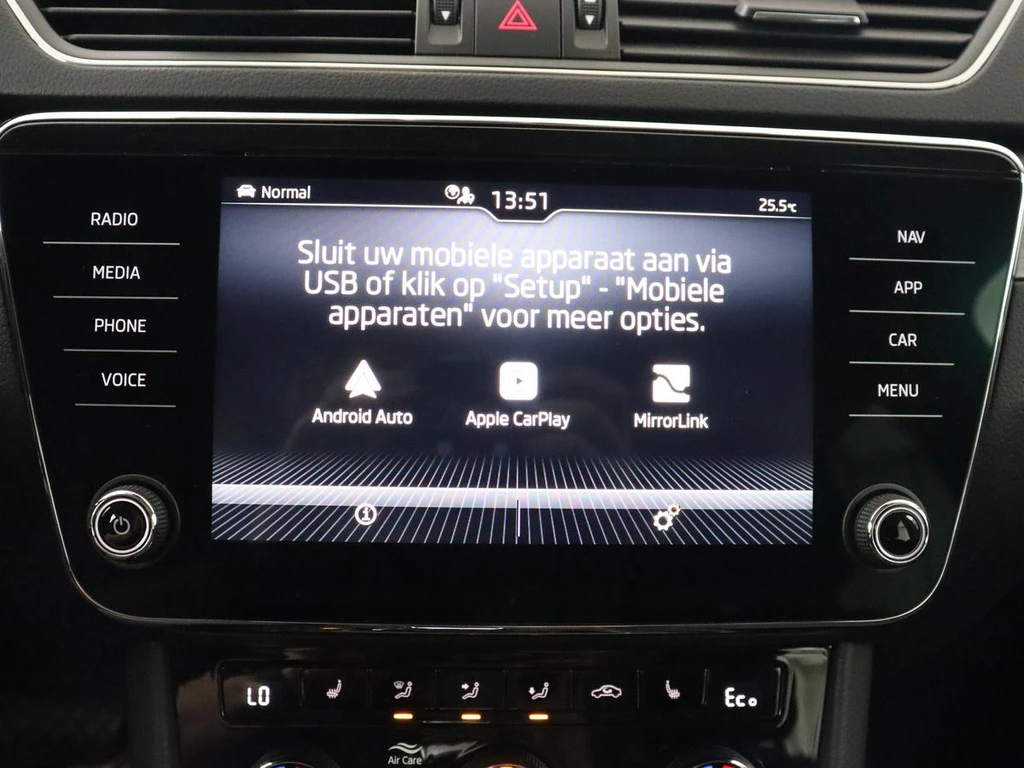 Normal 13:51 25.5°c
RADIO
MEDIA
PHONE
VOICE
Sluit uw mobiele apparaat aan via
USB of klik op "Setup" - "Mobiele
apparaten" voor meer opties.
Android Auto Apple CarPlay MirrorLink
NAV
APP
CAR
MENU
LO Eco
Air Care